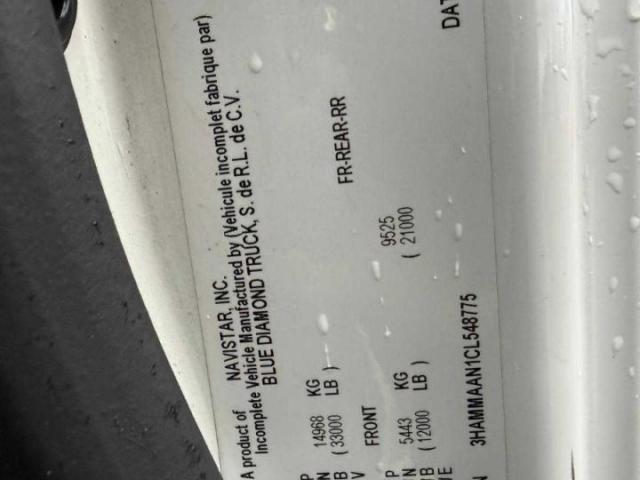 A product of NAVISTAR, INC.
Incomplete Vehicle Manufactured by (Vehicule incomplet fabrique par)
BLUE DIAMOND TRUCK, S. de R.L. de C.V.
P 14968 KG
N
B ( 33000 LB )
V FRONT FR-REAR-RR
P 5443 KG 9525
N
B ( 12000 LB ) ( 21000
UE
N 3HAMMAAN1CL548775
DAT